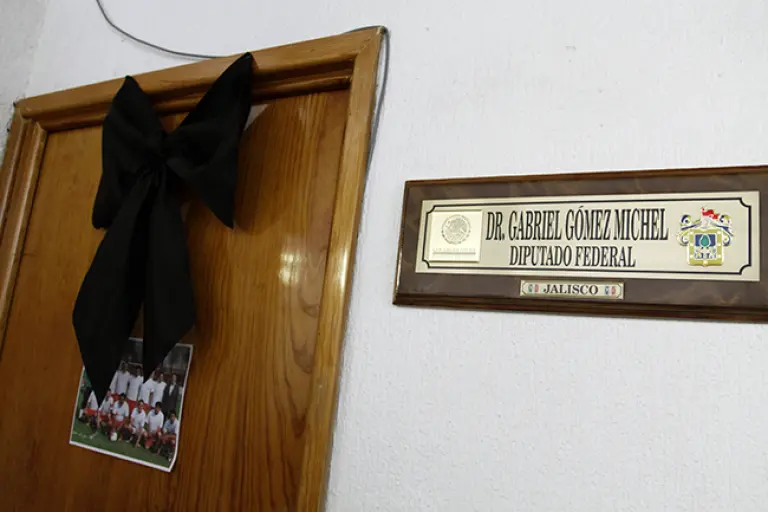 DR. GABRIEL GÓMEZ MICHEL
DIPUTADO FEDERAL
JALISCO